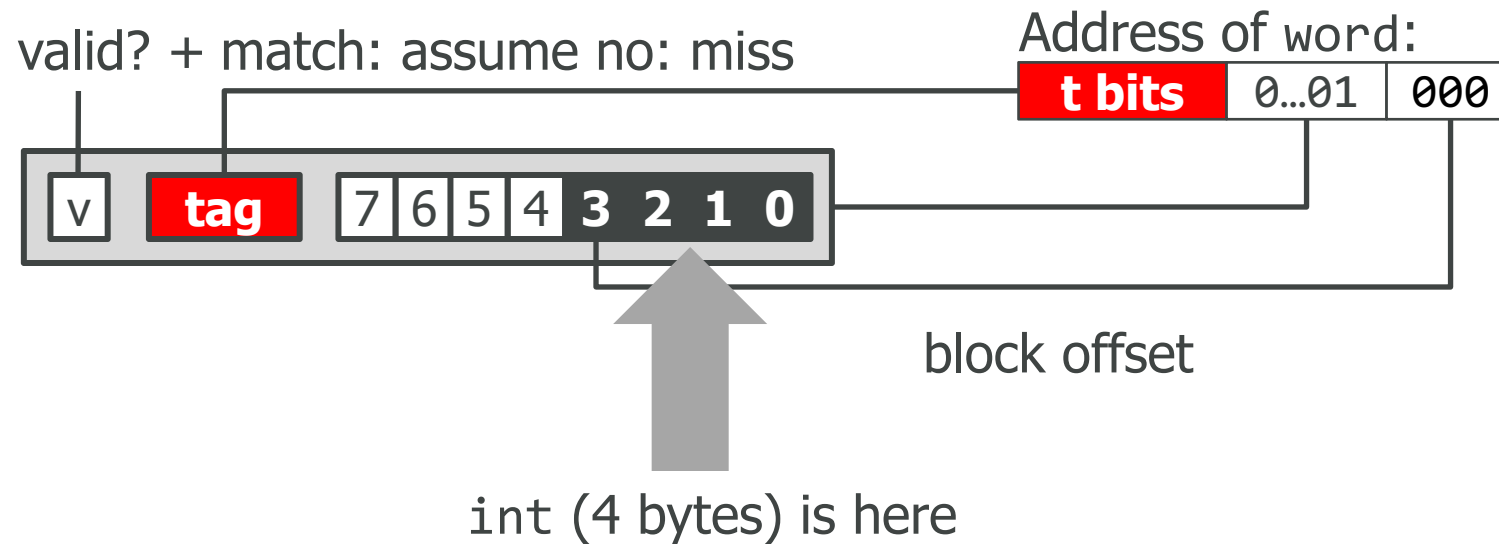 valid? + match: assume no: miss
Address of word:
t bits 0...01 000
v tag 7 6 5 4 3 2 1 0
block offset
int (4 bytes) is here